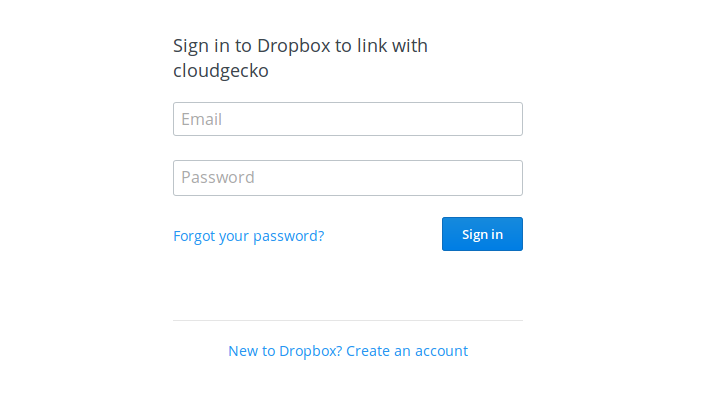 Sign in to Dropbox to link with
cloudgecko
Email
Password
Forgot your password?
Sign in
New to Dropbox? Create an account